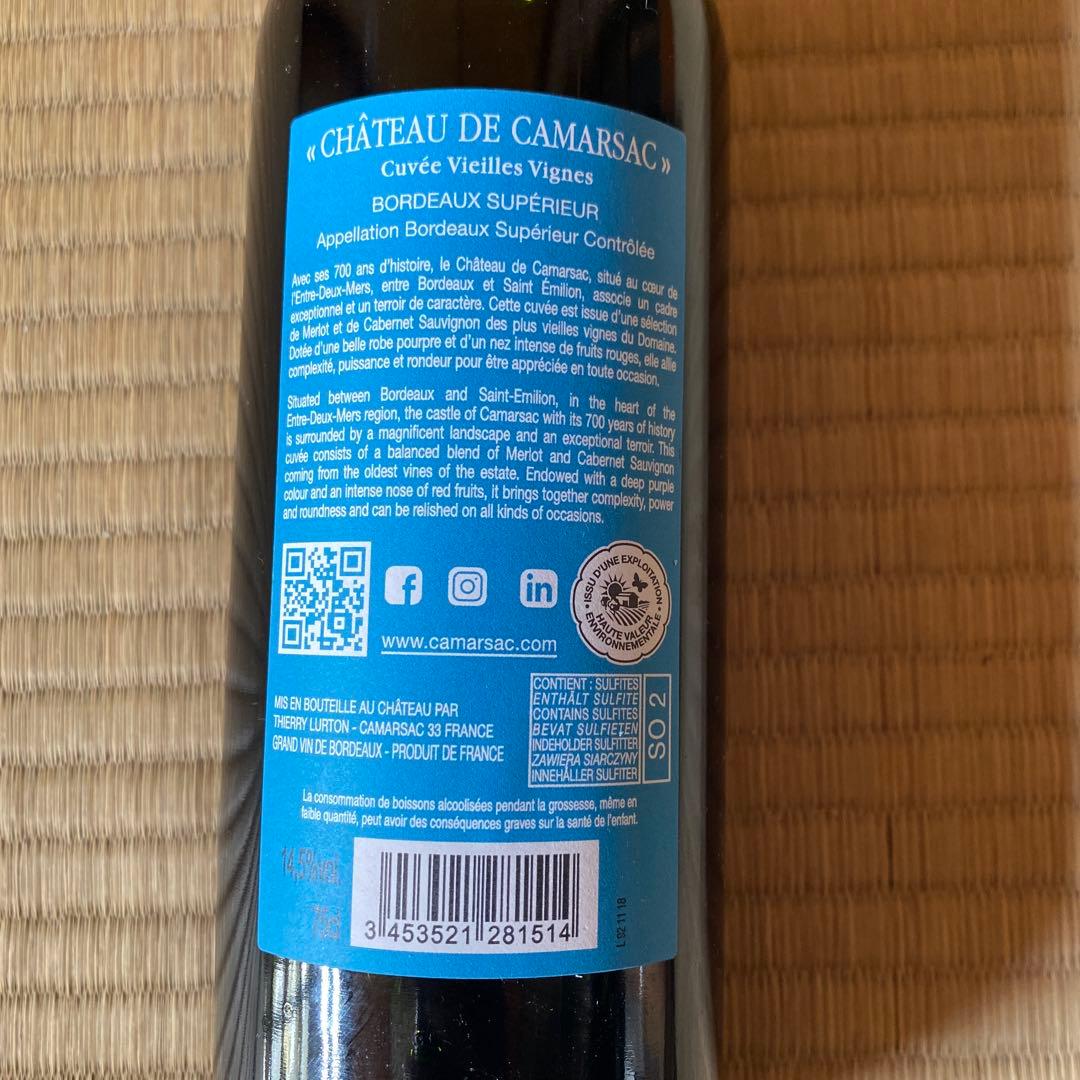 « CHÂTEAU DE CAMARSAC »
Cuvée Vieilles Vignes
BORDEAUX SUPÉRIEUR
Appellation Bordeaux Supérieur Contrôlée
Avec ses 700 ans d'histoire, le Château de Camarsac, situé au cœur de
l'Entre-Deux-Mers, entre Bordeaux et Saint Émilion, associe un cadre
exceptionnel et un terroir de caractère. Cette cuvée est issue d'une sélection
de Merlot et de Cabernet Sauvignon des plus vieilles vignes du Domaine.
Dotée d'une belle robe pourpre et d'un nez intense de fruits rouges, elle allie
complexité, puissance et rondeur pour être appréciée en toute occasion.
Situated between Bordeaux and Saint-Emilion, in the heart of the
Entre-Deux-Mers region, the castle of Camarsac with its 700 years of history
is surrounded by a magnificent landscape and an exceptional terroir. This
cuvée consists of a balanced blend of Merlot and Cabernet Sauvignon
coming from the oldest vines of the estate. Endowed with a deep purple
colour and an intense nose of red fruits, it brings together complexity, power
and roundness and can be relished on all kinds of occasions.
f in
www.camarsac.com
• ISSU D'UNE EXPLOITATION •
HAUTE VALEUR
ENVIRONNEMENTALE
MIS EN BOUTEILLE AU CHÂTEAU PAR
THIERRY LURTON - CAMARSAC 33 FRANCE
GRAND VIN DE BORDEAUX - PRODUIT DE FRANCE
CONTIENT : SULFITES
ENTHÄLT SULFITE
CONTAINS SULFITES
BEVAT SULFIETEN
INDEHOLDER SULFITTER
ZAWIERA SIARCZYNY
INNEHÅLLER SULFITER
SO 2
La consommation de boissons alcoolisées pendant la grossesse, même en
faible quantité, peut avoir des conséquences graves sur la santé de l'enfant.
14,5%vol.
75cl
3 453521 281514
L 92 11 18